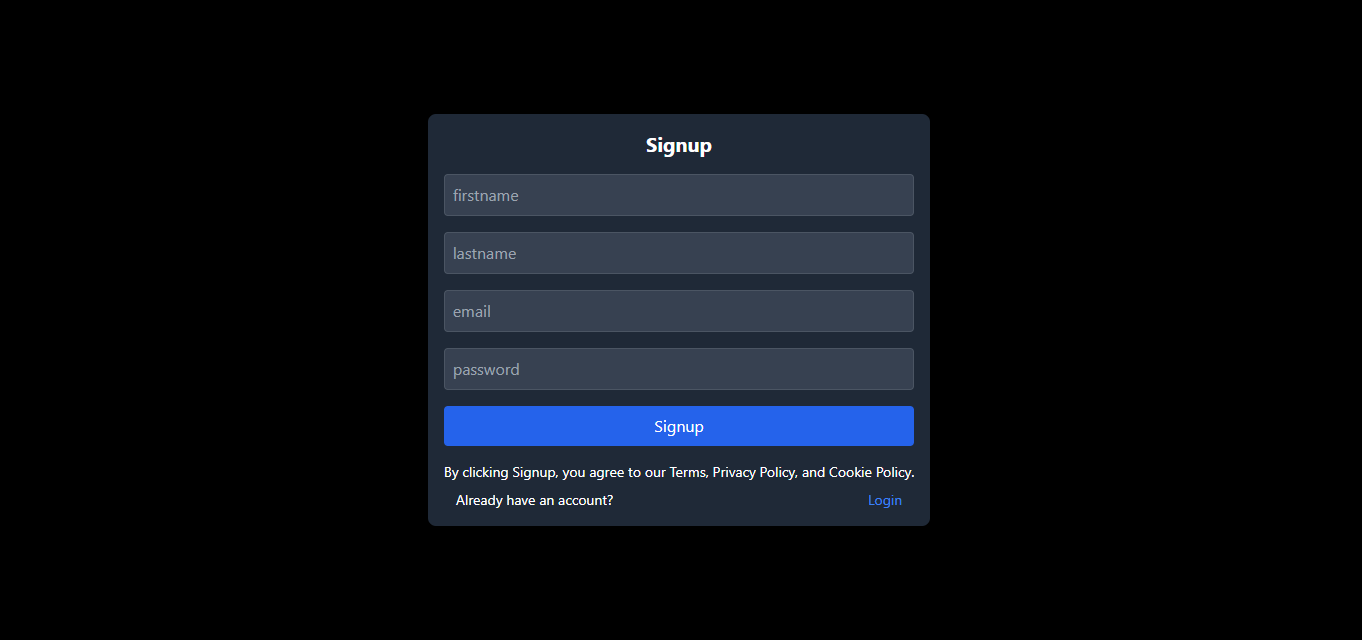 Signup
firstname
lastname
email
password
Signup
By clicking Signup, you agree to our Terms, Privacy Policy, and Cookie Policy.
Already have an account? Login